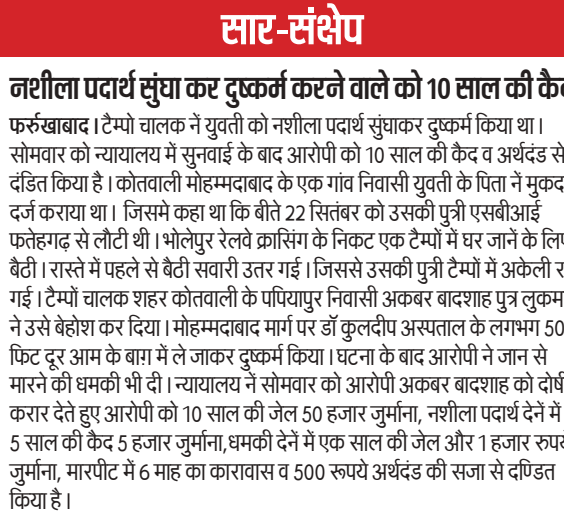 सार-संक्षेप
नशीला पदार्थ सुंघा कर दुष्कर्म करने वाले को 10 साल की
फर्रुखाबाद। टैम्पो चालक नें युवती को नशीला पदार्थ सुंघाकर दुष्कर्म किया था।
सोमवार को न्यायालय में सुनवाई के बाद आरोपी को 10 साल की कैद व अर्थदंड से
दंडित किया है। कोतवाली मोहम्मदाबाद के एक गांव निवासी युवती के पिता नें
दर्ज कराया था। जिसमे कहा था कि बीते 22 सितंबर को उसकी पुत्री एसबीआई
फतेहगढ़ से लौटी थी। भोलेपुर रेलवे क्रासिंग के निकट एक टैम्पों में घर जानें के
बैठी। रास्ते में पहले से बैठी सवारी उतर गई। जिससे उसकी पुत्री टैम्पों में अकेली
गई। टैम्पों चालक शहर कोतवाली के पपियापुर निवासी अकबर बादशाह पुत्र
ने उसे बेहोश कर दिया। मोहम्मदाबाद मार्ग पर डॉ कुलदीप अस्पताल के लगभग 50
फिट दूर आम के बाग़ में ले जाकर दुष्कर्म किया। घटना के बाद आरोपी ने जान से
मारने की धमकी भी दी। न्यायालय नें सोमवार को आरोपी अकबर बादशाह को दोषी
करार देते हुए आरोपी को 10 साल की जेल 50 हजार जुर्माना, नशीला पदार्थ देनें में
5 साल की कैद 5 हजार जुर्माना,धमकी देनें में एक साल की जेल और 1 हजार
जुर्माना, मारपीट में 6 माह का कारावास व 500 रूपये अर्थदंड की सजा से दण्डित
किया है।